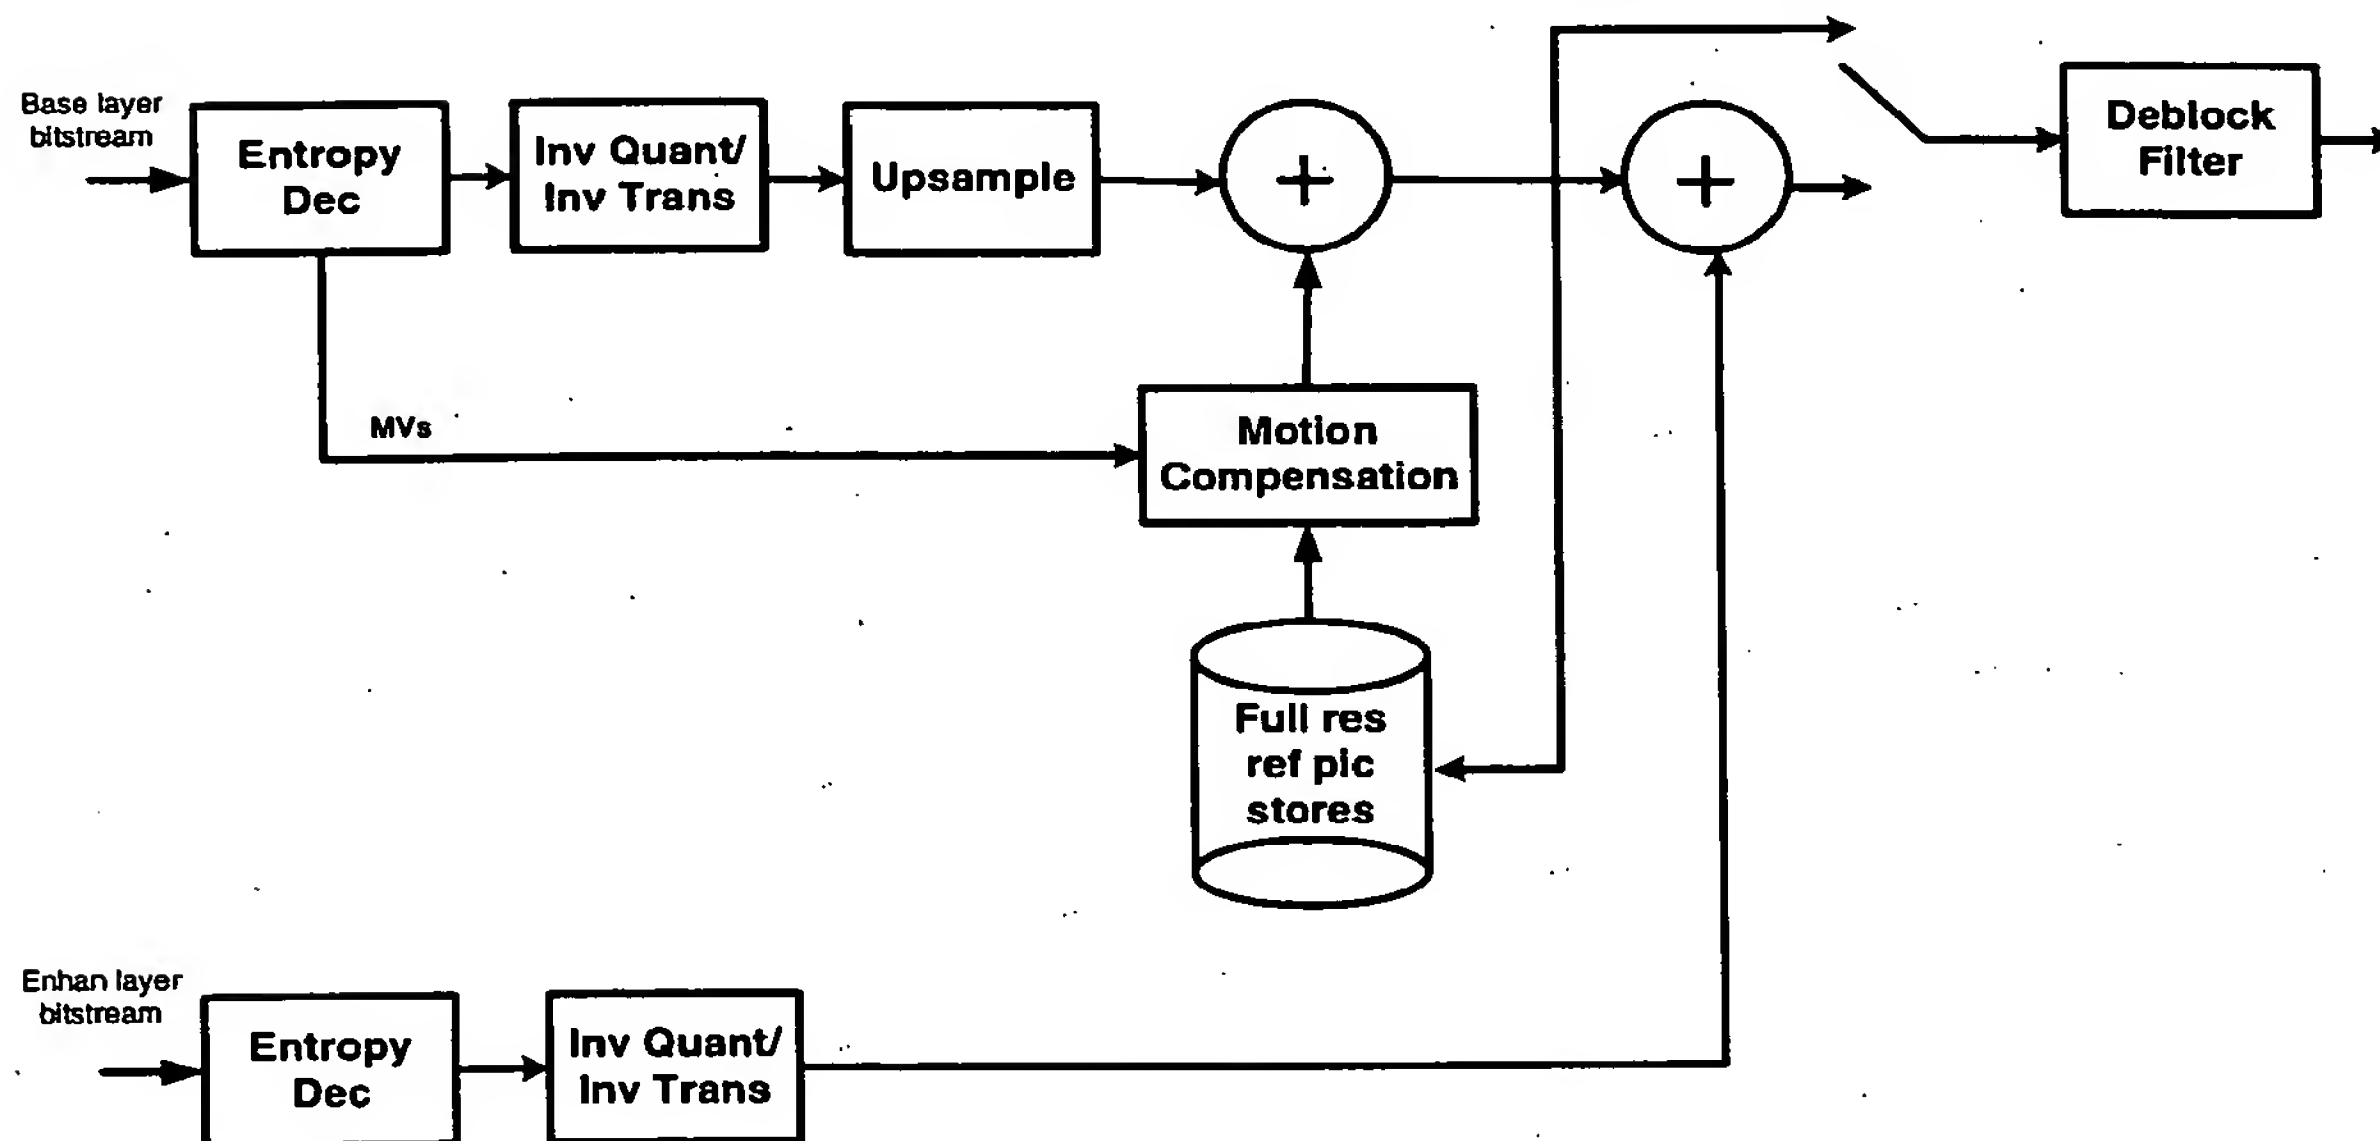 Base layer
bitstream
Entropy
Dec
Inv Quant/
Inv Trans
Upsample
+
+
Deblock
Filter
MVs
Motion
Compensation
Full res
ref pic
stores
Enhan layer
bitstream
Entropy
Dec
Inv Quant/
Inv Trans